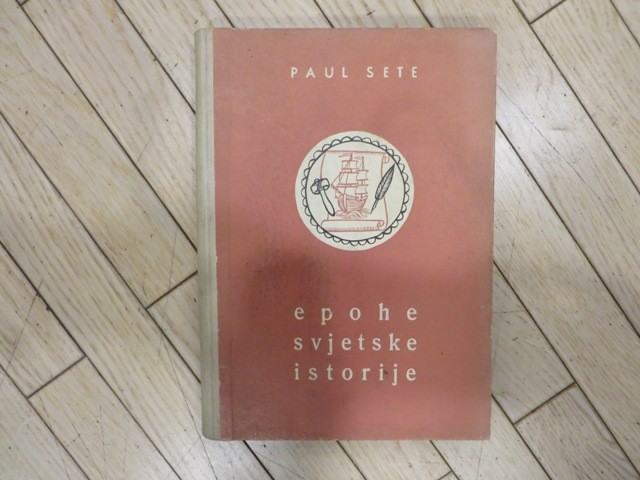 PAUL SETE
epohe
svjetske
istorije